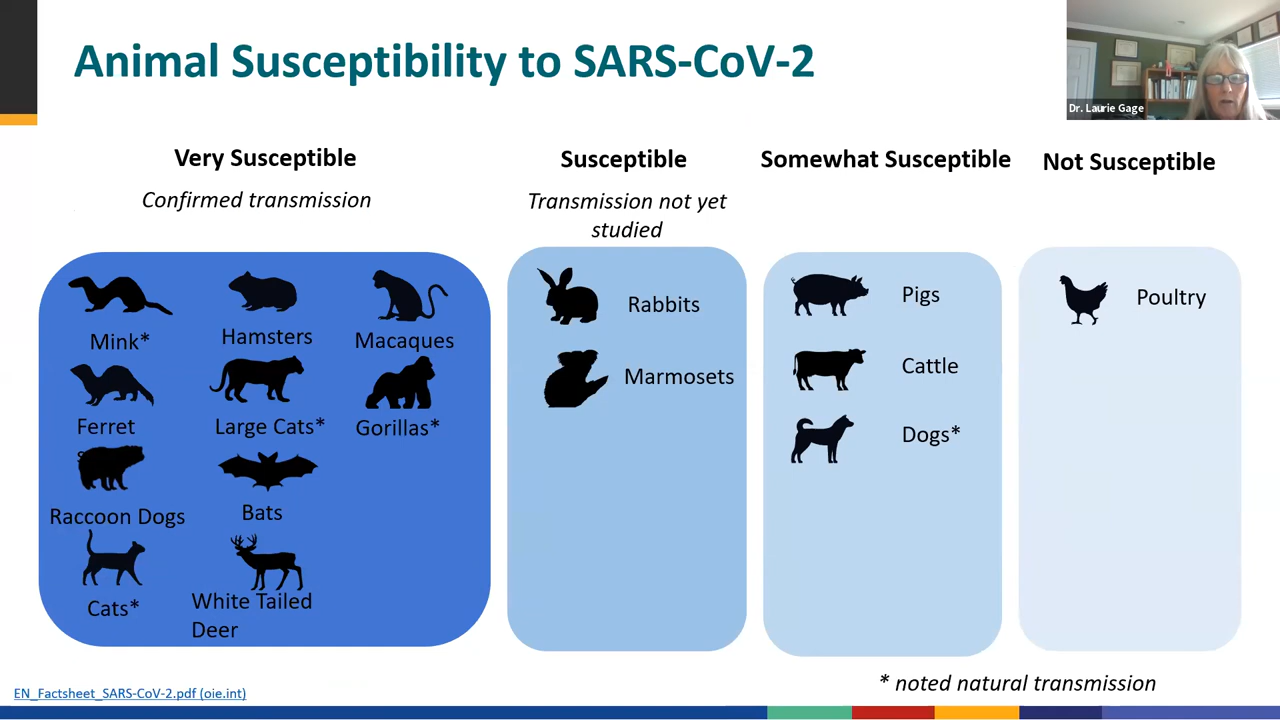 Animal Susceptibility to SARS-CoV-2
Dr. Laurie Gage
Very Susceptible
Confirmed transmission
Mink*
Hamsters
Macaques
Ferret
Large Cats*
Gorillas*
Raccoon Dogs
Bats
Cats*
White Tailed
Deer
Susceptible
Transmission not yet
studied
Rabbits
Marmosets
Somewhat Susceptible
Pigs
Cattle
Dogs*
Not Susceptible
Poultry
* noted natural transmission
EN_Factsheet_SARS-CoV-2.pdf (oie.int)